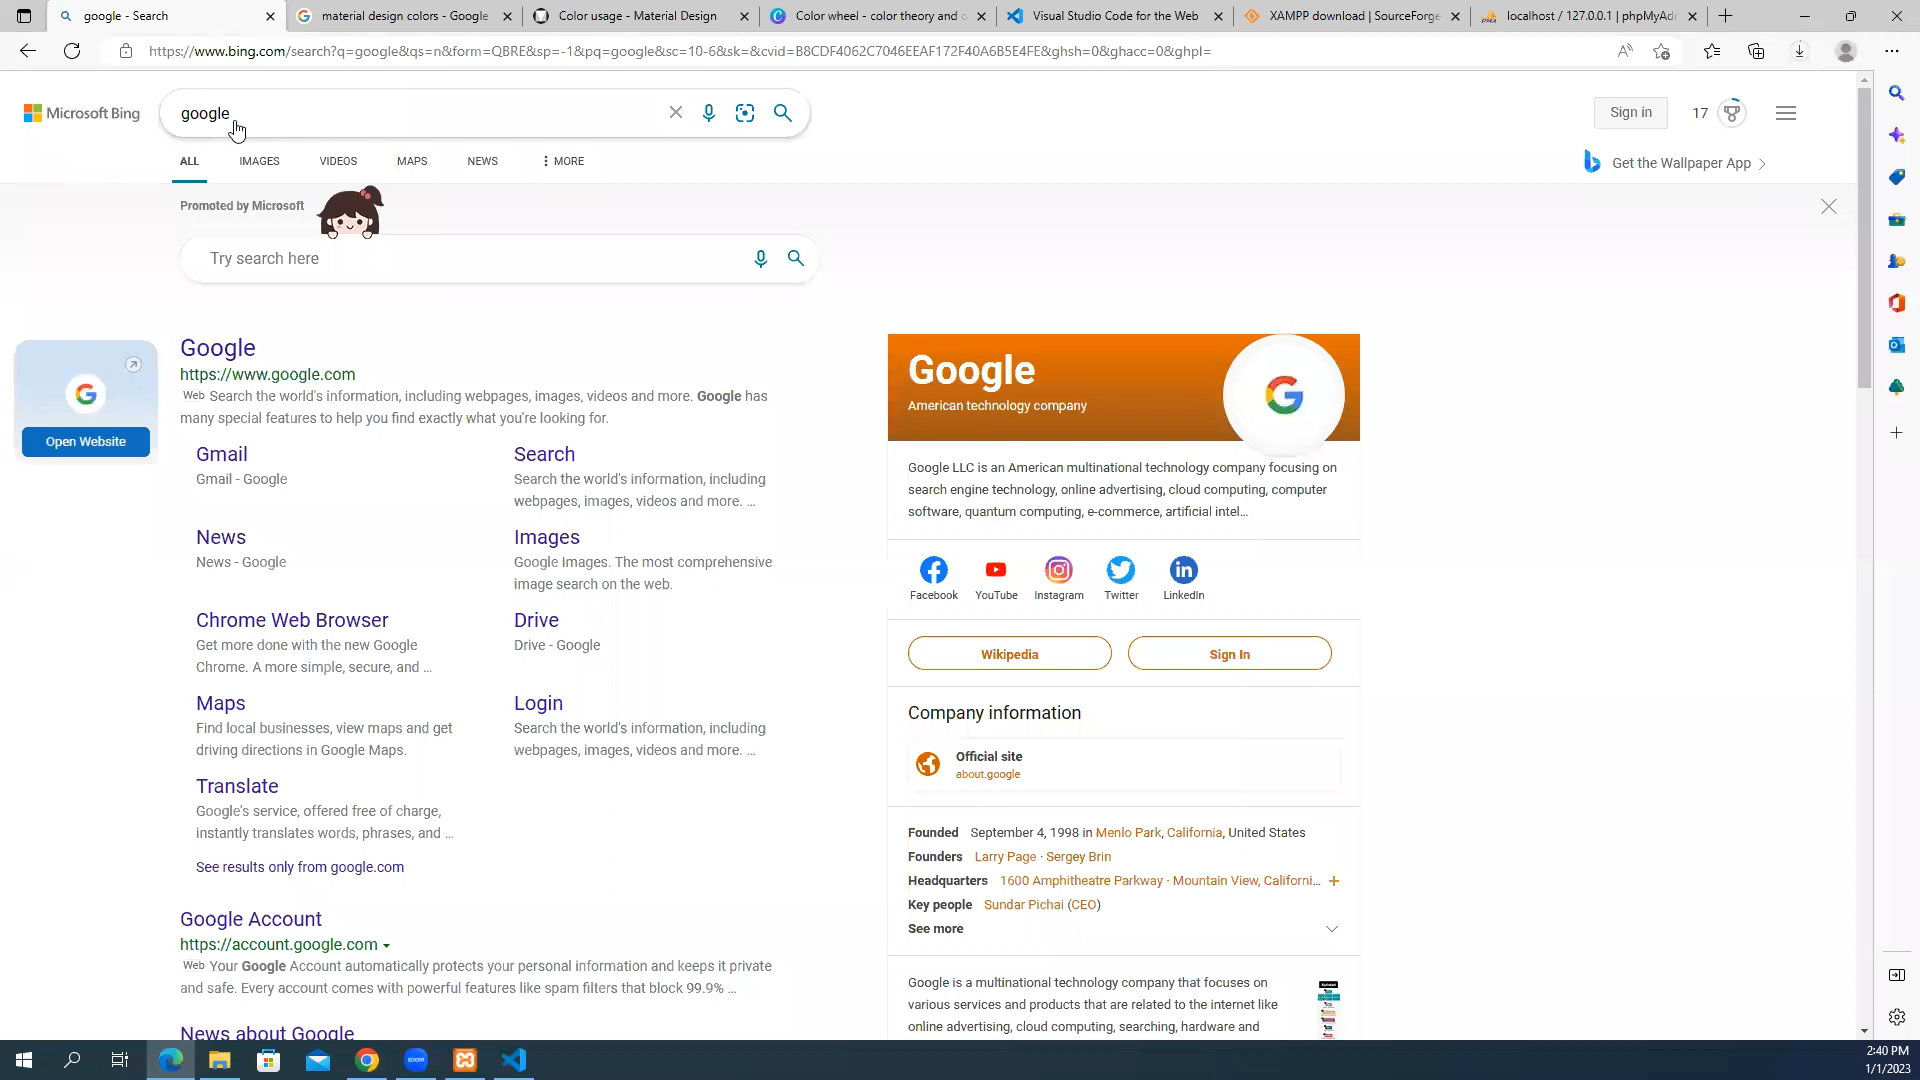 google - Search
material design colors - Google
Color usage - Material Design
Color wheel - color theory and c
Visual Studio Code for the Web
XAMPP download | SourceForge
localhost / 127.0.0.1 | phpMyAdr
https://www.bing.com/search?q=google&qs=n&form=QBRE&sp=-1&pq=google&sc=10-6&sk=&cvid=B8CDF4062C7046EEAF172F40A6B5E4FE&ghsh=0&ghacc=0&ghpl=
Microsoft Bing
google
Sign in
17
ALL
IMAGES
VIDEOS
MAPS
NEWS
MORE
Get the Wallpaper App
Promoted by Microsoft
Try search here
Open Website
Google
https://www.google.com
Web Search the world's information, including webpages, images, videos and more. Google has
many special features to help you find exactly what you're looking for.
Gmail
Gmail - Google
Search
Search the world's information, including
webpages, images, videos and more. ...
News
News - Google
Images
Google Images. The most comprehensive
image search on the web.
Chrome Web Browser
Get more done with the new Google
Chrome. A more simple, secure, and ...
Drive
Drive - Google
Maps
Find local businesses, view maps and get
driving directions in Google Maps.
Login
Search the world's information, including
webpages, images, videos and more. ...
Translate
Google's service, offered free of charge,
instantly translates words, phrases, and ...
See results only from google.com
Google Account
https://account.google.com
Web Your Google Account automatically protects your personal information and keeps it private
and safe. Every account comes with powerful features like spam filters that block 99.9% ...
News about Google
Google
American technology company
Google LLC is an American multinational technology company focusing on
search engine technology, online advertising, cloud computing, computer
software, quantum computing, e-commerce, artificial intel...
Facebook
YouTube
Instagram
Twitter
LinkedIn
Wikipedia
Sign In
Company information
Official site
about.google
Founded September 4, 1998 in Menlo Park, California, United States
Founders Larry Page · Sergey Brin
Headquarters 1600 Amphitheatre Parkway · Mountain View, Californi...
Key people Sundar Pichai (CEO)
See more
Google is a multinational technology company that focuses on
various services and products that are related to the internet like
online advertising, cloud computing, searching, hardware and
zoom
2:40 PM
1/1/2023